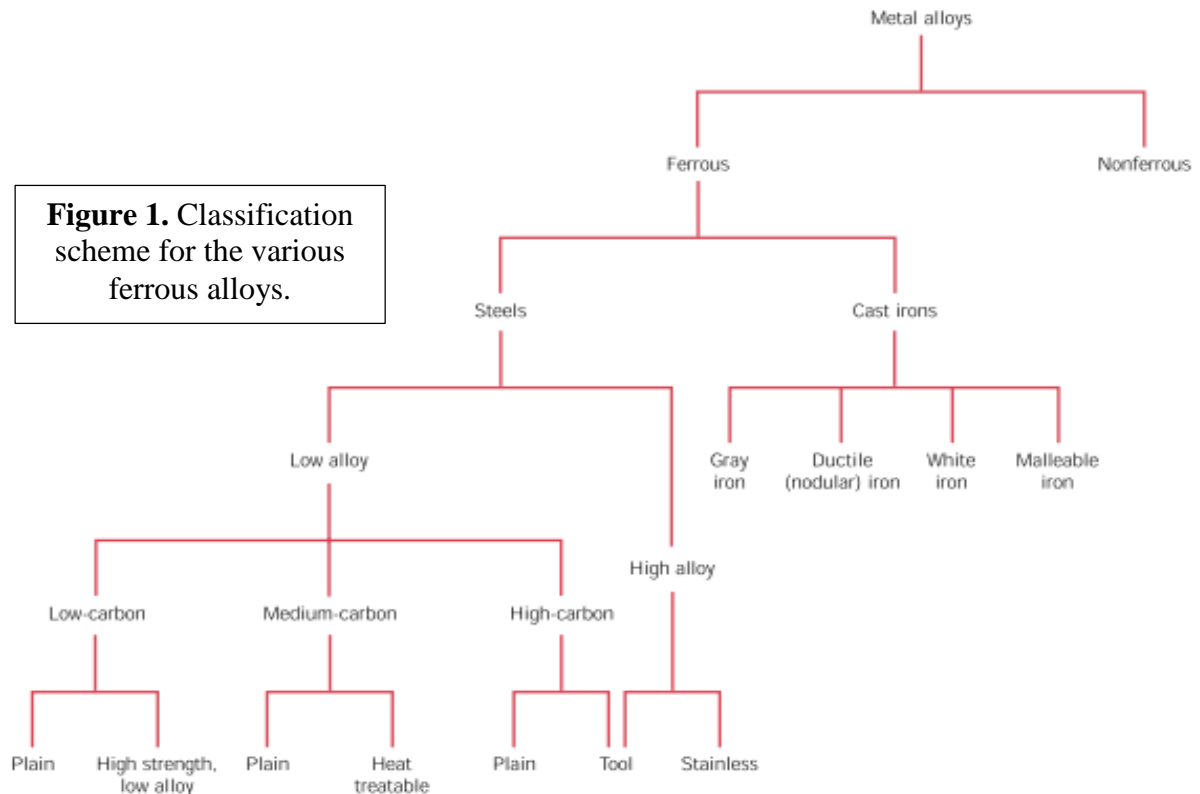 Metal alloys
Ferrous
Nonferrous
Figure 1. Classification
scheme for the various
ferrous alloys.
Steels
Cast irons
Low alloy
Gray
iron
Ductile
(nodular) iron
White
iron
Malleable
iron
High alloy
Low-carbon
Medium-carbon
High-carbon
Plain
High strength,
low alloy
Plain
Heat
treatable
Plain
Tool
Stainless